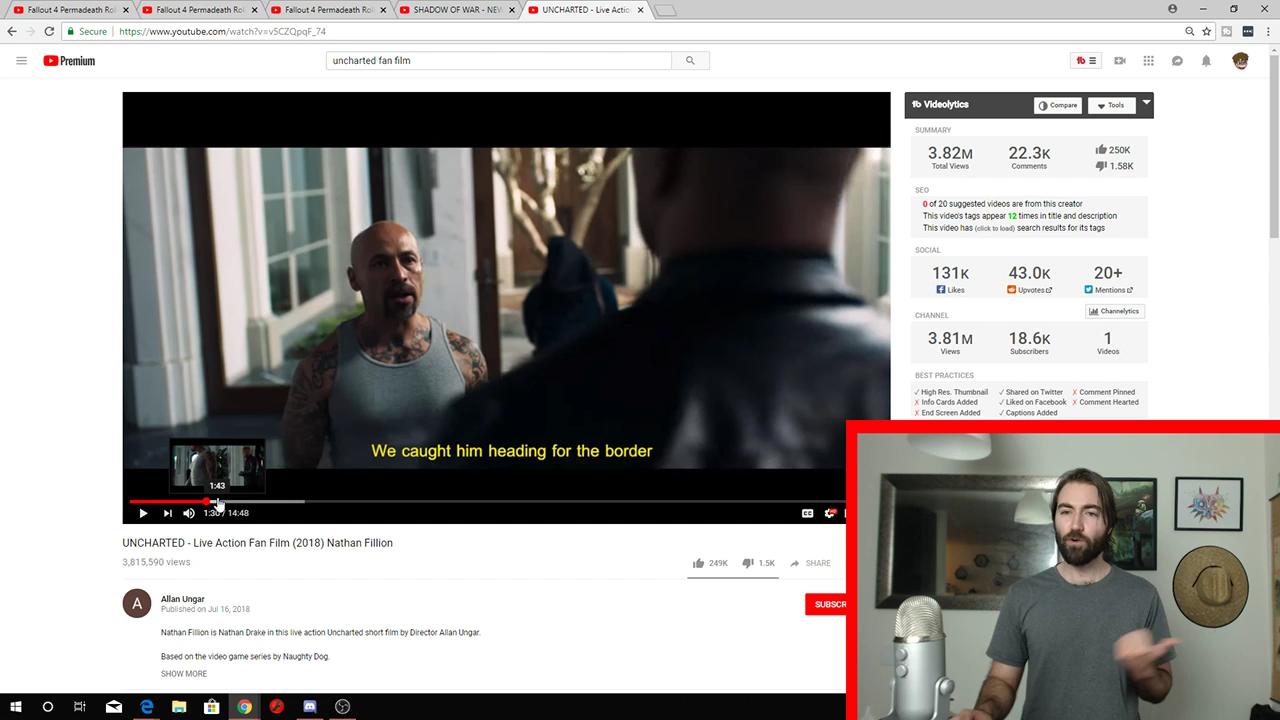 Fallout 4 Permadeath Rol
Fallout 4 Permadeath Rol
Fallout 4 Permadeath Rol
SHADOW OF WAR - NEW
UNCHARTED - Live Actio
Secure
https://www.youtube.com/watch?v=v5CZQpqF_74
Premium
uncharted fan film
fb Videolytics
Compare
Tools
SUMMARY
3.82M
22.3K
250K
Total Views
Comments
1.58K
SEO
0 of 20 suggested videos are from this creator
This video's tags appear 12 times in title and description
This video has (click to load) search results for its tags
SOCIAL
131K
43.0K
20+
Likes
Upvotes
Mentions
CHANNEL
Channelytics
3.81M
18.6K
1
Views
Subscribers
Videos
BEST PRACTICES
High Res. Thumbnail
Shared on Twitter
Comment Pinned
Info Cards Added
Liked on Facebook
Comment Hearted
End Screen Added
Captions Added
We caught him heading for the border
1:43
1:30 / 14:48
CC
UNCHARTED - Live Action Fan Film (2018) Nathan Fillion
3,815,590 views
249K
1.5K
SHARE
A
Allan Ungar
Published on Jul 16, 2018
SUBSCR
Nathan Fillion is Nathan Drake in this live action Uncharted short film by Director Allan Ungar.
Based on the video game series by Naughty Dog.
SHOW MORE